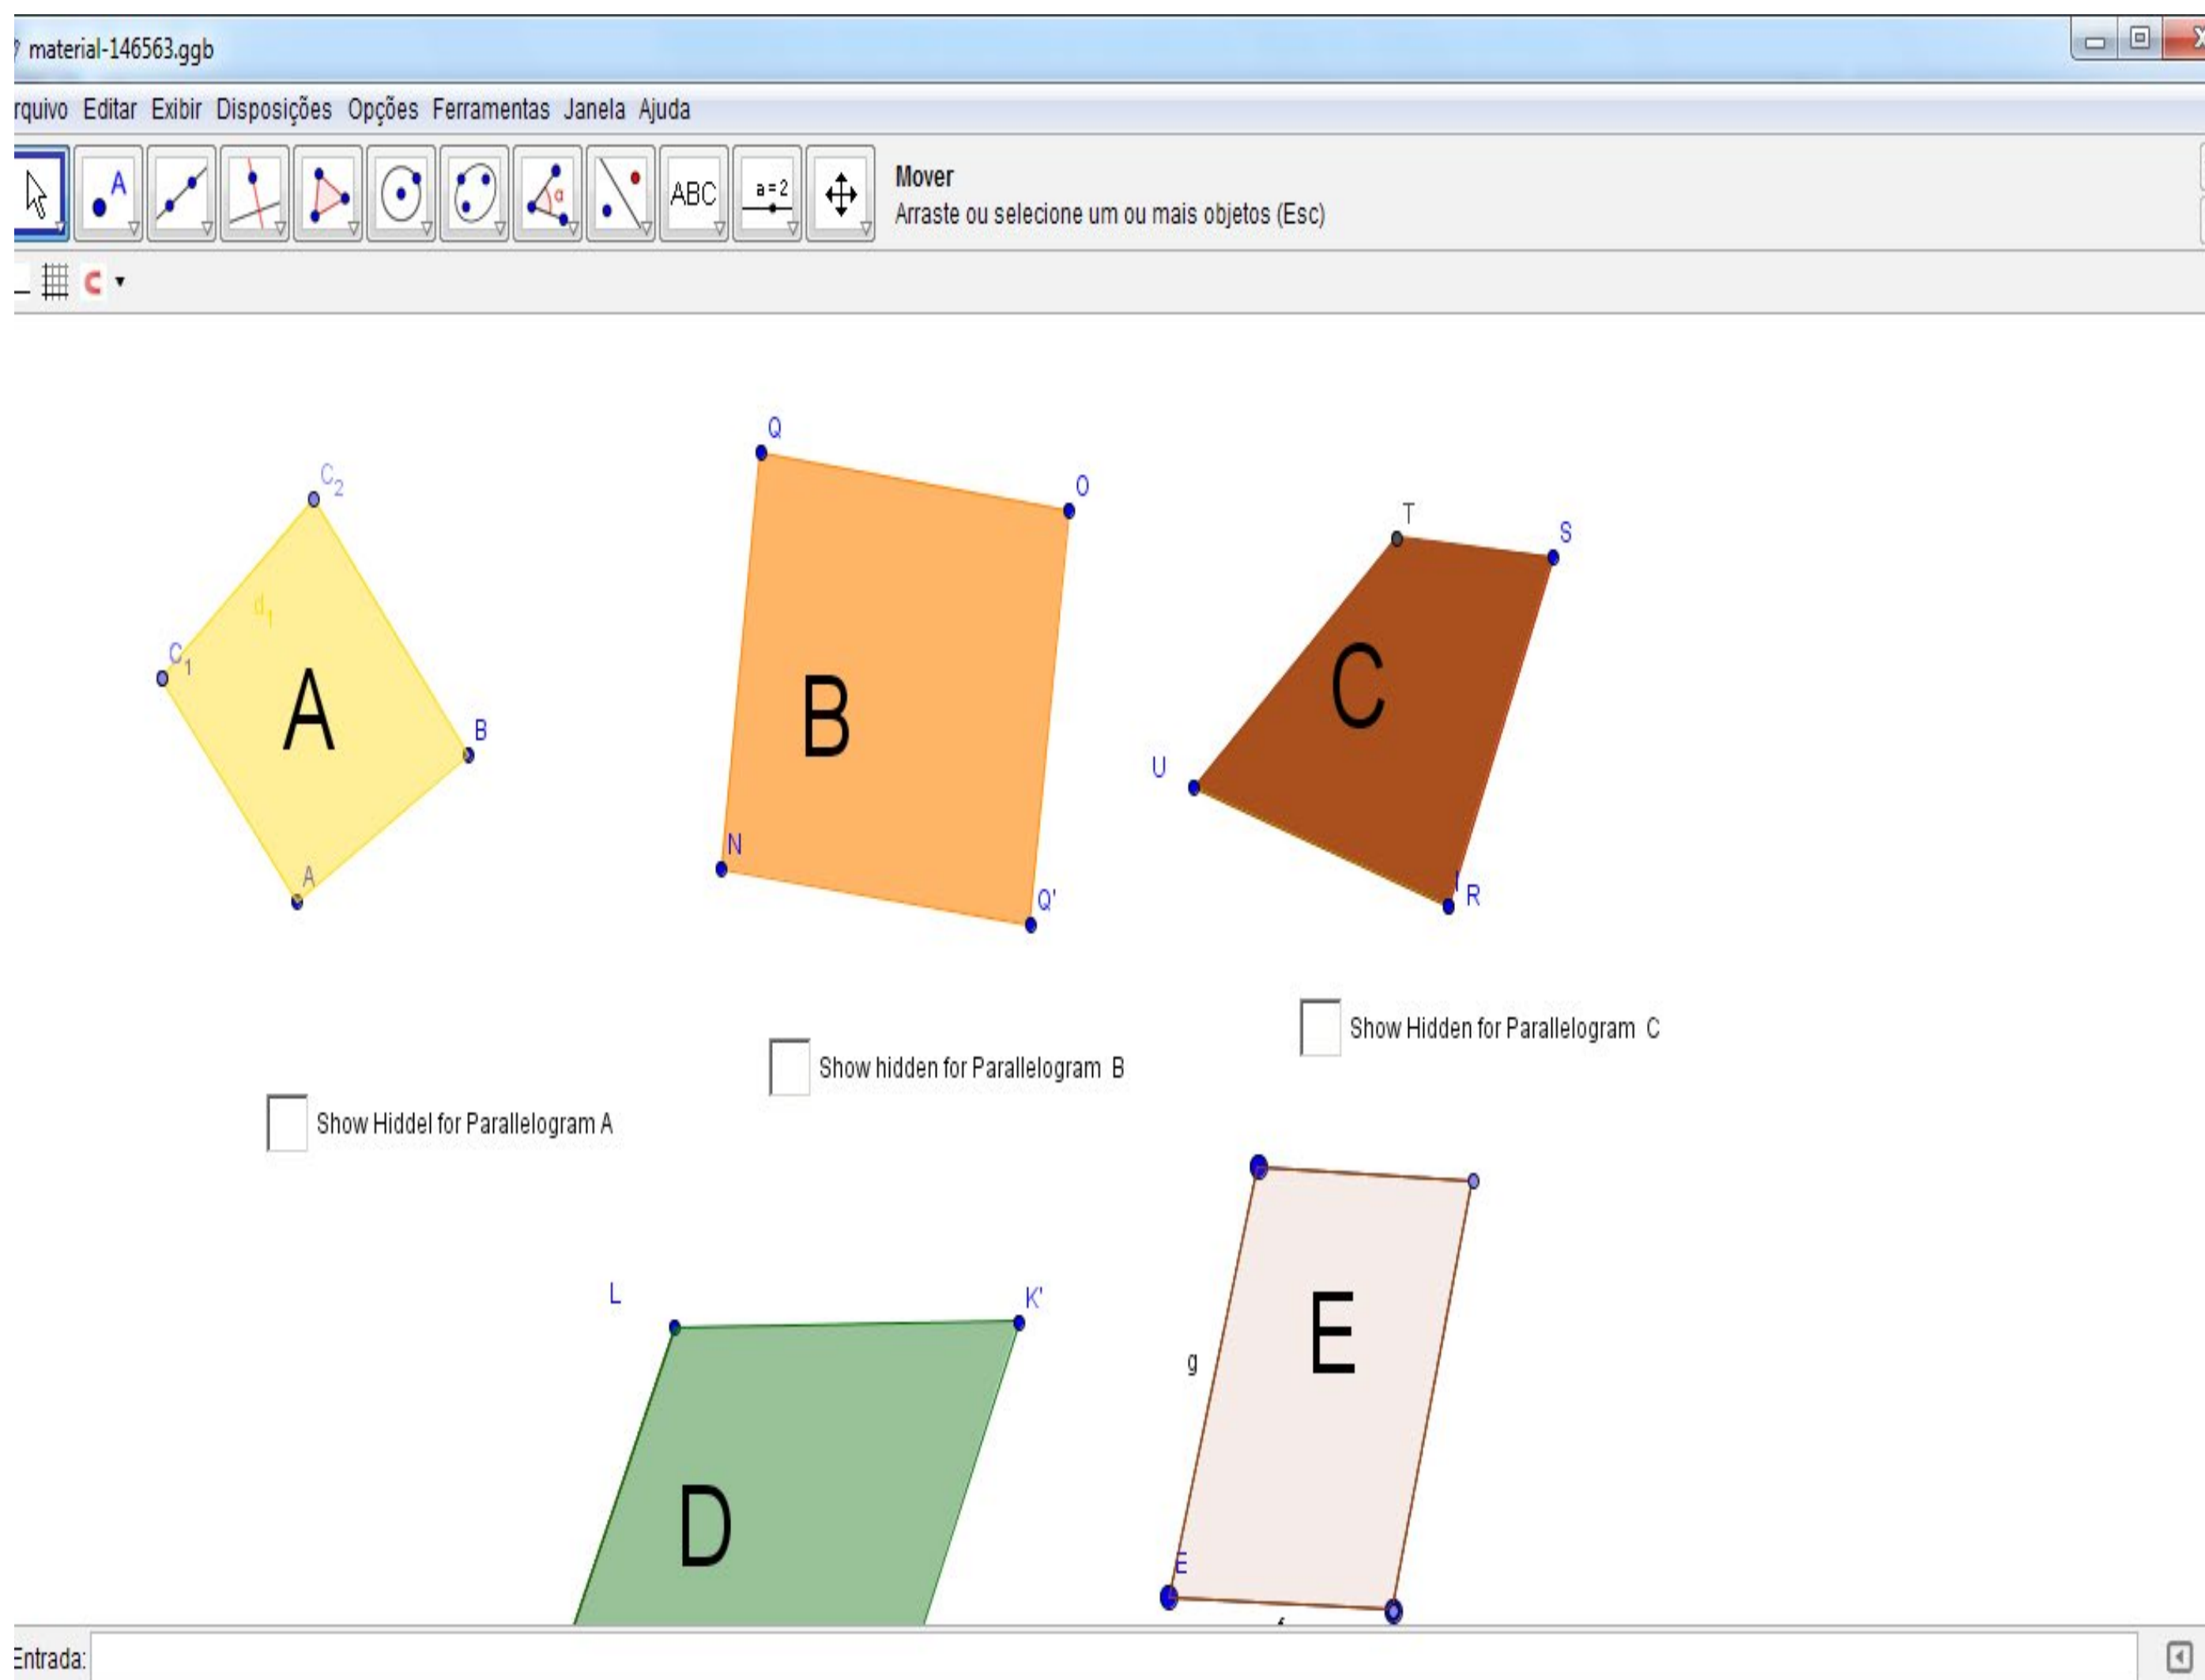 material-146563.ggb
rquivo Editar Exibir Disposições Opções Ferramentas Janela Ajuda
A ABC a = 2 Mover
α
Arraste ou selecione um ou mais objetos (Esc)
Q
C2
O
T
S
d1
C1
A
B
C
B
U
N
A
Q'
R
Show Hidden for Parallelogram C
Show hidden for Parallelogram B
Show Hiddel for Parallelogram A
L
K'
E
g
D
E
Entrada: